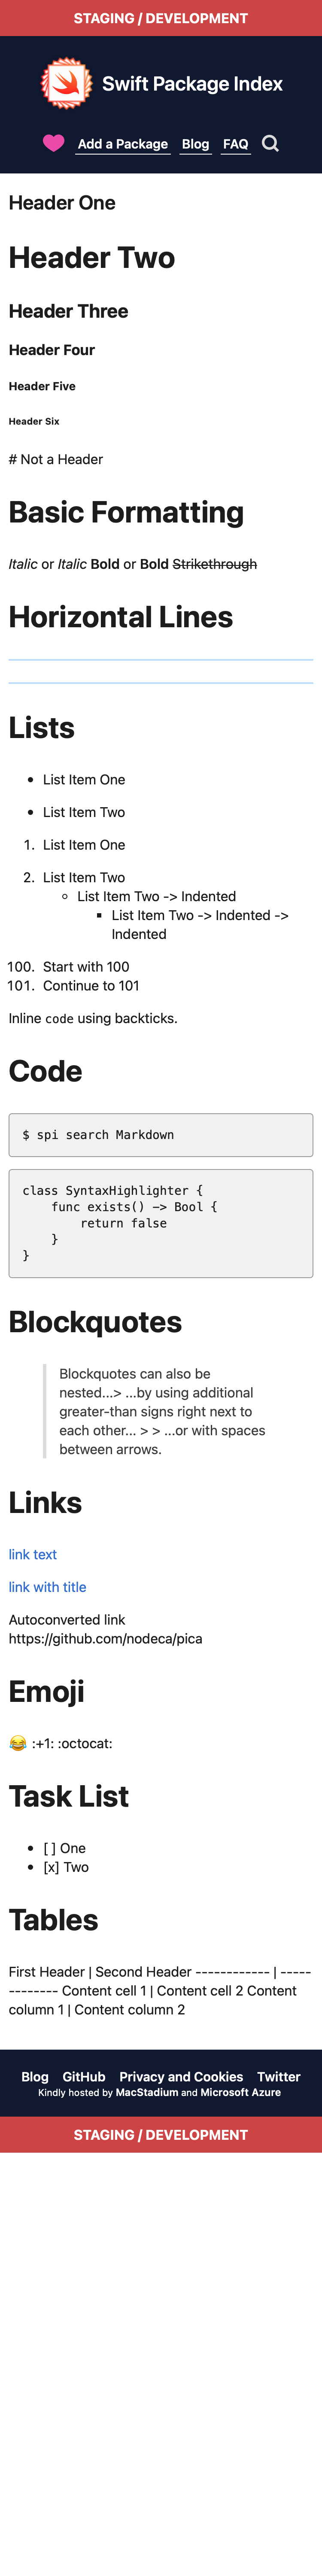 STAGING / DEVELOPMENT
Swift Package Index
Add a Package Blog FAQ
Header One
Header Two
Header Three
Header Four
Header Five
Header Six
# Not a Header
Basic Formatting
Italic or Italic Bold or Bold Strikethrough
Horizontal Lines
Lists
• List Item One
• List Item Two
1. List Item One
2. List Item Two
◦ List Item Two -> Indented
▪ List Item Two -> Indented ->
Indented
100. Start with 100
101. Continue to 101
Inline code using backticks.
Code
$ spi search Markdown
class SyntaxHighlighter {
    func exists() -> Bool {
        return false
    }
}
Blockquotes
Blockquotes can also be
nested...> ...by using additional
greater-than signs right next to
each other... > > ...or with spaces
between arrows.
Links
link text
link with title
Autoconverted link
https://github.com/nodeca/pica
Emoji
😂 :+1: :octocat:
Task List
• [ ] One
• [x] Two
Tables
First Header | Second Header ------------ | -----
------------- Content cell 1 | Content cell 2 Content
column 1 | Content column 2
Blog GitHub Privacy and Cookies Twitter
Kindly hosted by MacStadium and Microsoft Azure
STAGING / DEVELOPMENT